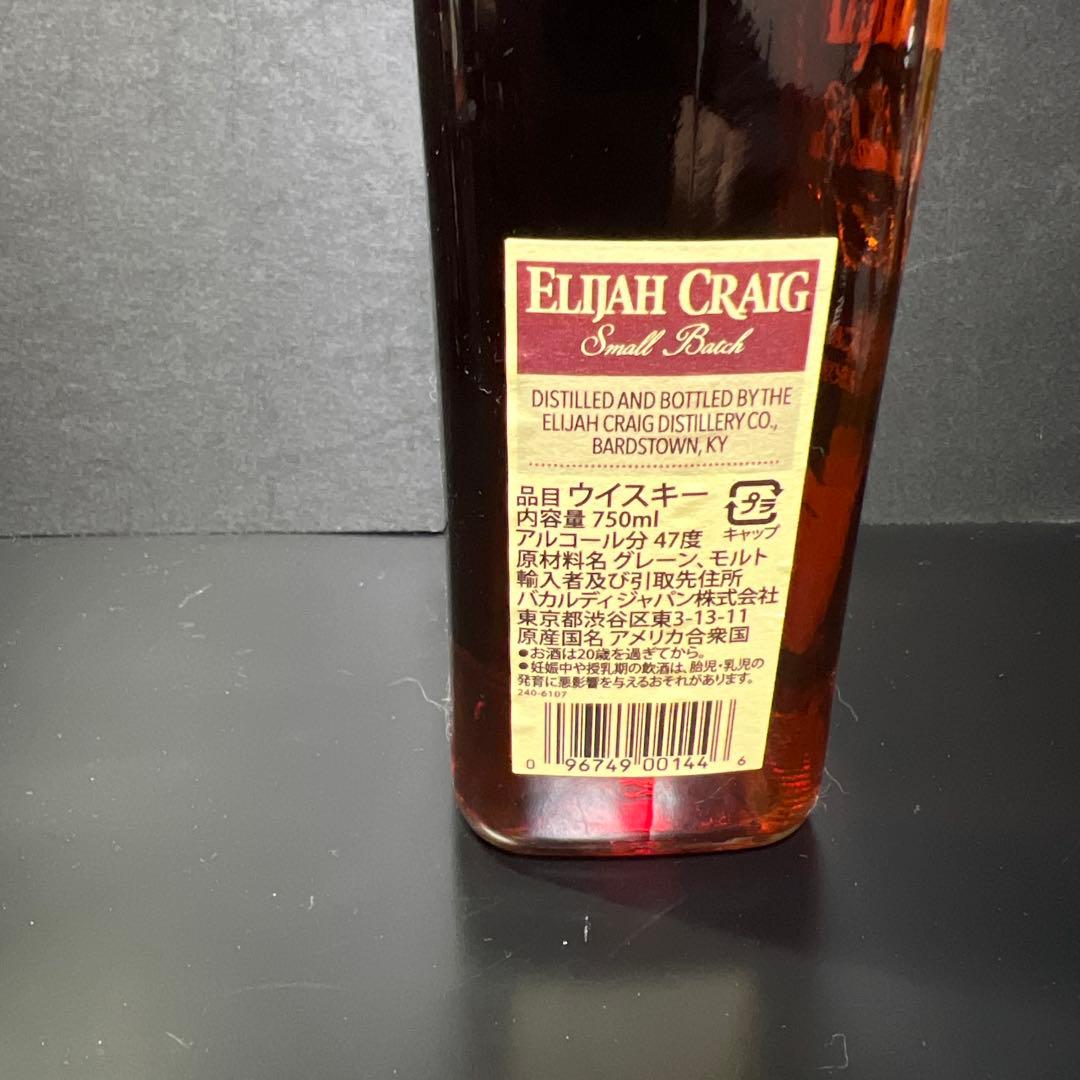 ELIJAH CRAIG
Small Batch
DISTILLED AND BOTTLED BY THE
ELIJAH CRAIG DISTILLERY CO.,
BARDSTOWN, KY
品目 ウイスキー
内容量 750ml
プラ
アルコール分 47度
キャップ
原材料名 グレーン、モルト
輸入者及び引取先住所
バカルディジャパン株式会社
東京都渋谷区東3-13-11
原産国名 アメリカ合衆国
●お酒は20歳を過ぎてから。
●妊娠中や授乳期の飲酒は、胎児・乳児の
発育に悪影響を与えるおそれがあります。
240-6107
0 96749 00144 6